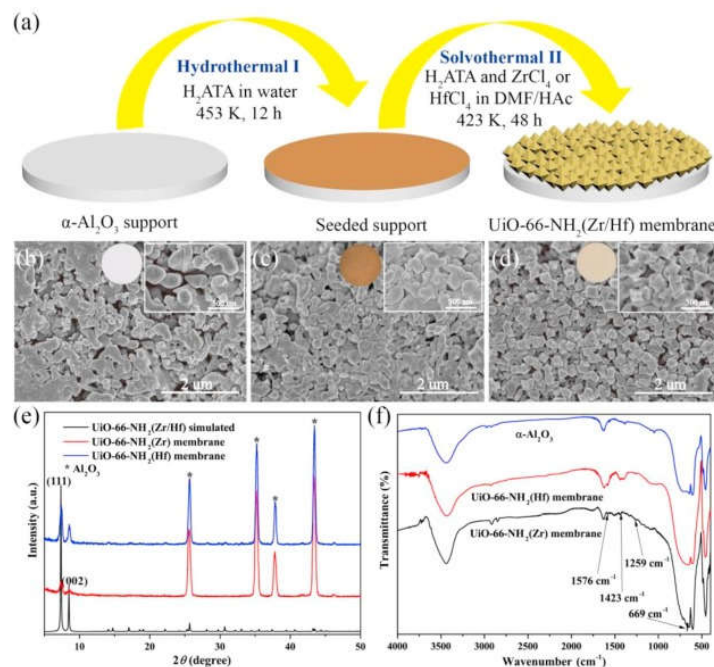 (a)
Hydrothermal I
H₂ATA in water
453 K, 12 h
Solvothermal II
H₂ATA and ZrCl₄ or
HfCl₄ in DMF/HAc
423 K, 48 h
α-Al₂O₃ support
Seeded support
UiO-66-NH₂(Zr/Hf) membrane
(b)
500 nm
2 um
(c)
500 nm
2 um
(d)
500 nm
2 um
(e)
UiO-66-NH₂(Zr/Hf) simulated
UiO-66-NH₂(Zr) membrane
UiO-66-NH₂(Hf) membrane
* Al₂O₃
(111)
(002)
* * * *
Intensity (a.u.)
5 10 15 20 25 30 35 40 45 50
2θ (degree)
(f)
α-Al₂O₃
UiO-66-NH₂(Hf) membrane
UiO-66-NH₂(Zr) membrane
1259 cm⁻¹
1576 cm⁻¹
1423 cm⁻¹
669 cm⁻¹
Transmittance (%)
4000 3500 3000 2500 2000 1500 1000 500
Wavenumber (cm⁻¹)